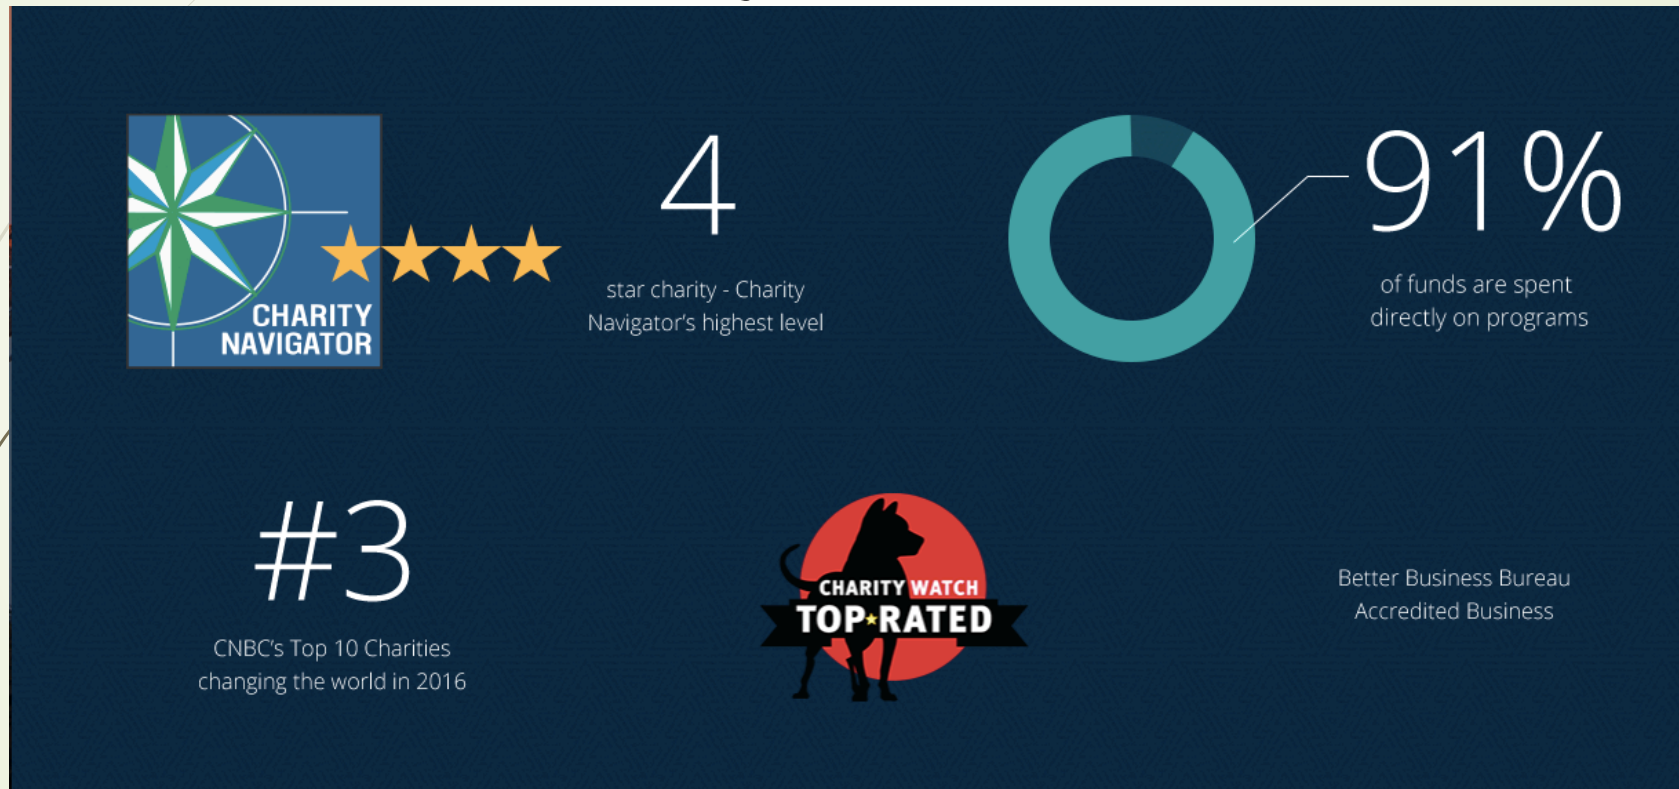 CHARITY
NAVIGATOR
4
star charity - Charity
Navigator's highest level
91%
of funds are spent
directly on programs
#3
CNBC's Top 10 Charities
changing the world in 2016
CHARITY WATCH
TOP★RATED
Better Business Bureau
Accredited Business